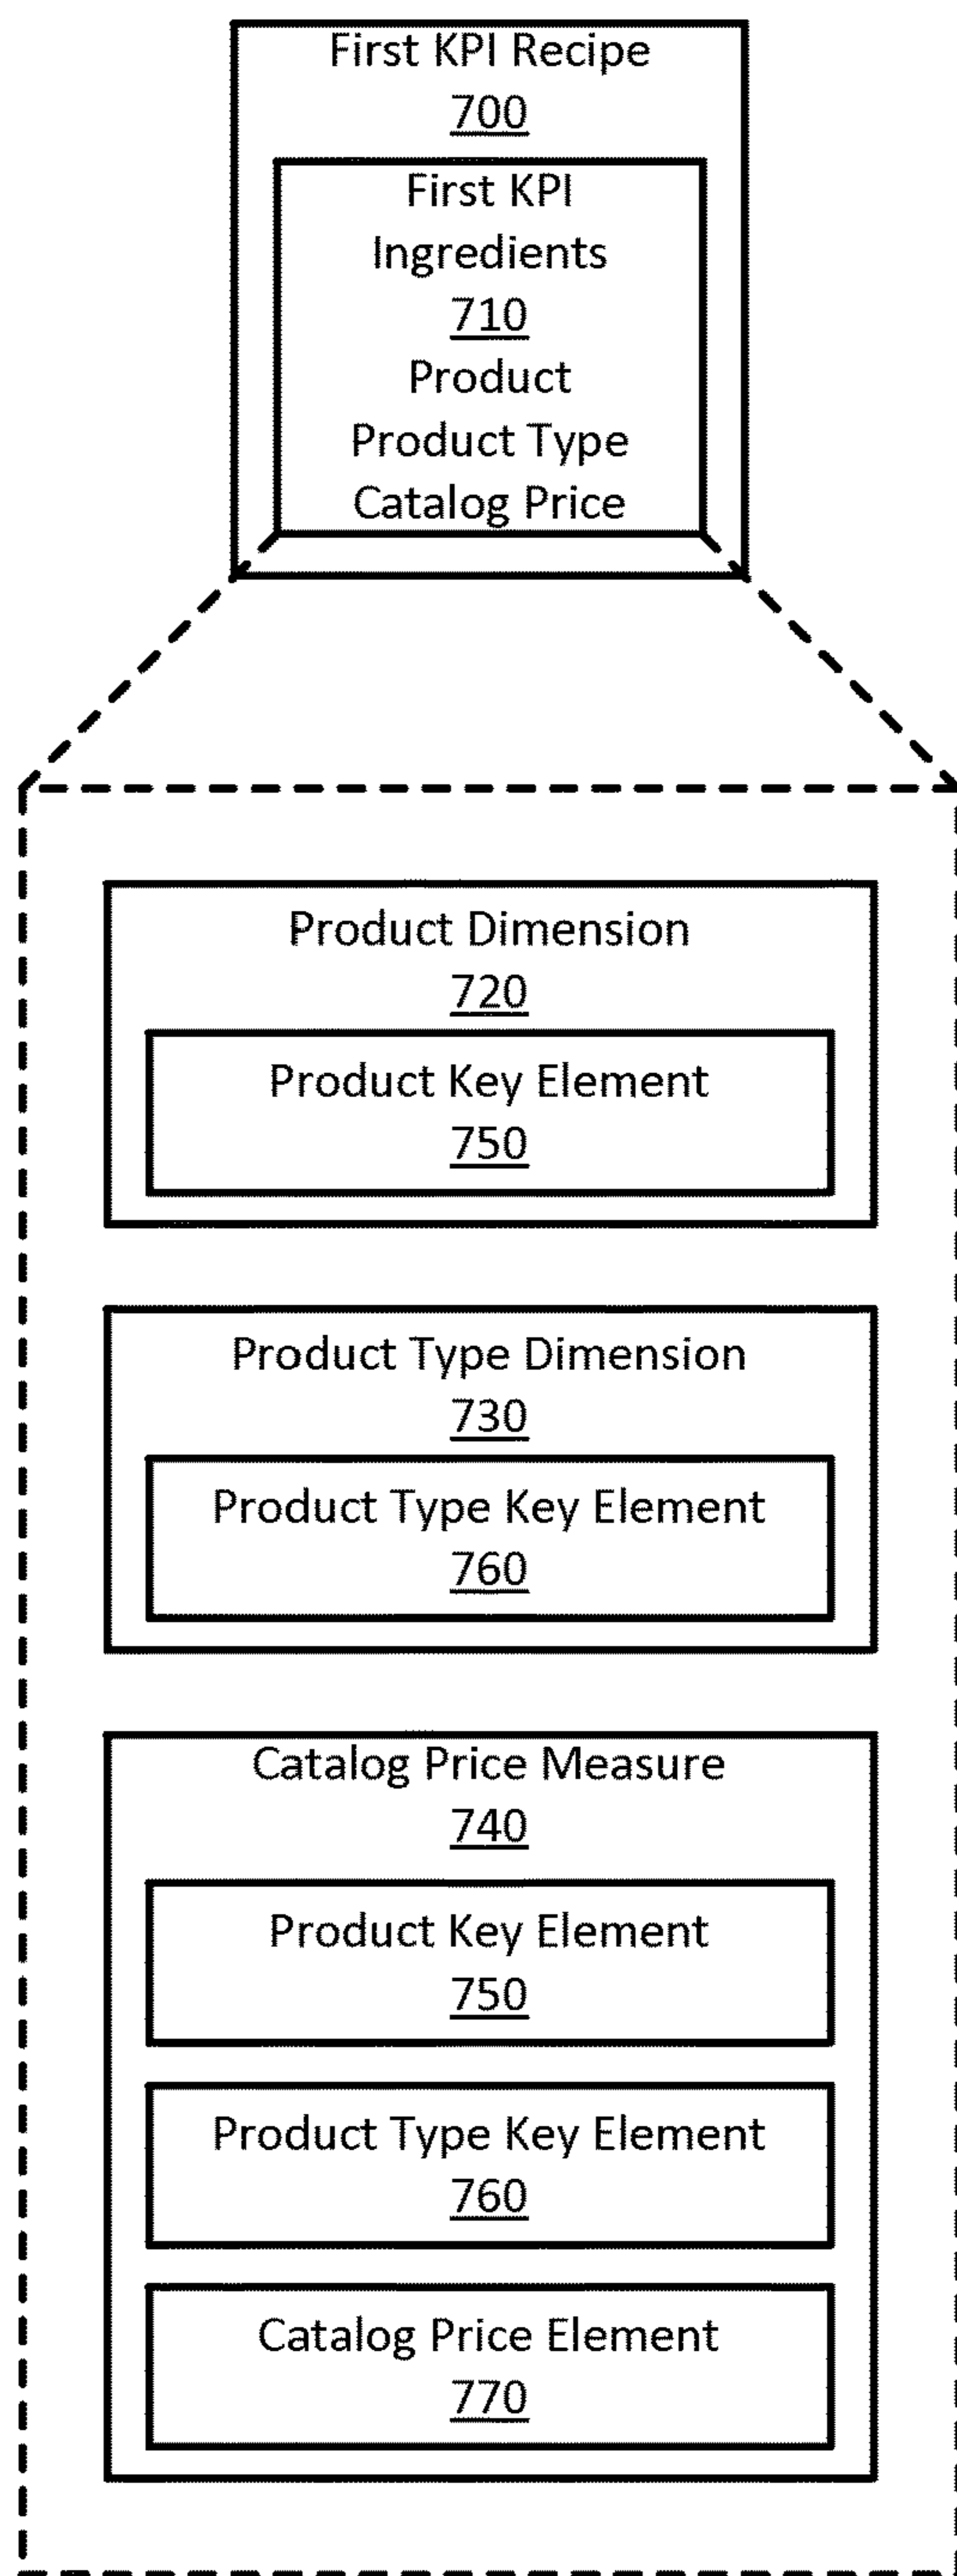 First KPI Recipe
700
First KPI
Ingredients
710
Product
Product Type
Catalog Price
Product Dimension
720
Product Key Element
750
Product Type Dimension
730
Product Type Key Element
760
Catalog Price Measure
740
Product Key Element
750
Product Type Key Element
760
Catalog Price Element
770